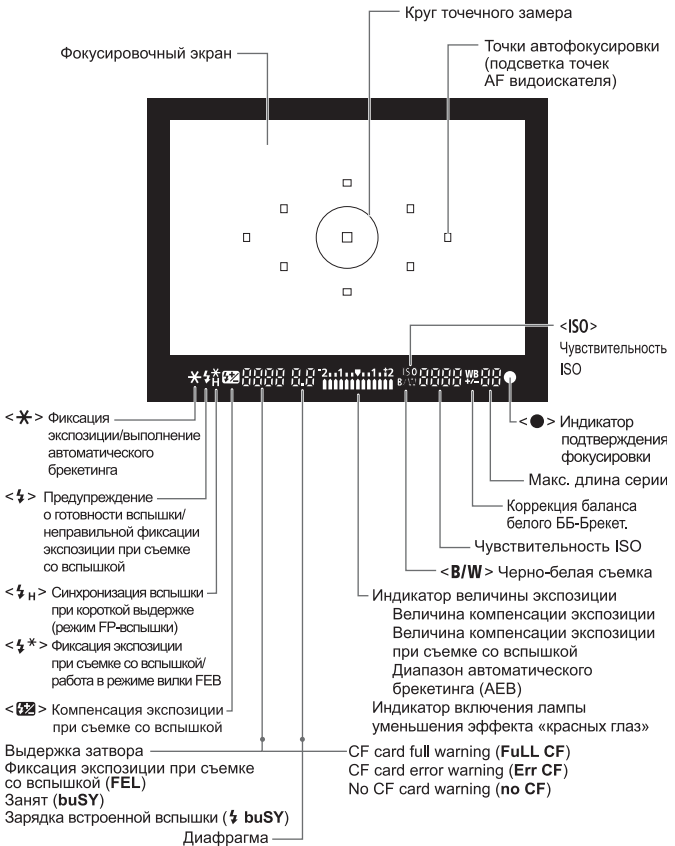 Круг точечного замера
Фокусировочный экран
Точки автофокусировки
(подсветка точек
AF видоискателя)
<ISO>
Чувствительность
ISO
-2..1..▼..1.ı2
ISO
B/W
WB
+/-
<✱> Фиксация
экспозиции/выполнение
автоматического
брекетинга
<⚡> Предупреждение
о готовности вспышки/
неправильной фиксации
экспозиции при съемке
со вспышкой
<⚡H> Синхронизация вспышки
при короткой выдержке
(режим FP-вспышки)
<⚡*> Фиксация экспозиции
при съемке со вспышкой/
работа в режиме вилки FEB
<⚡±> Компенсация экспозиции
при съемке со вспышкой
<●> Индикатор
подтверждения
фокусировки
Макс. длина серии
Коррекция баланса
белого ББ-Брекет.
Чувствительность ISO
<B/W> Черно-белая съемка
Индикатор величины экспозиции
Величина компенсации экспозиции
Величина компенсации экспозиции
при съемке со вспышкой
Диапазон автоматического
брекетинга (AEB)
Индикатор включения лампы
уменьшения эффекта «красных глаз»
Выдержка затвора
Фиксация экспозиции при съемке
со вспышкой (FEL)
Занят (buSY)
Зарядка встроенной вспышки (⚡ buSY)
Диафрагма
CF card full warning (FuLL CF)
CF card error warning (Err CF)
No CF card warning (no CF)